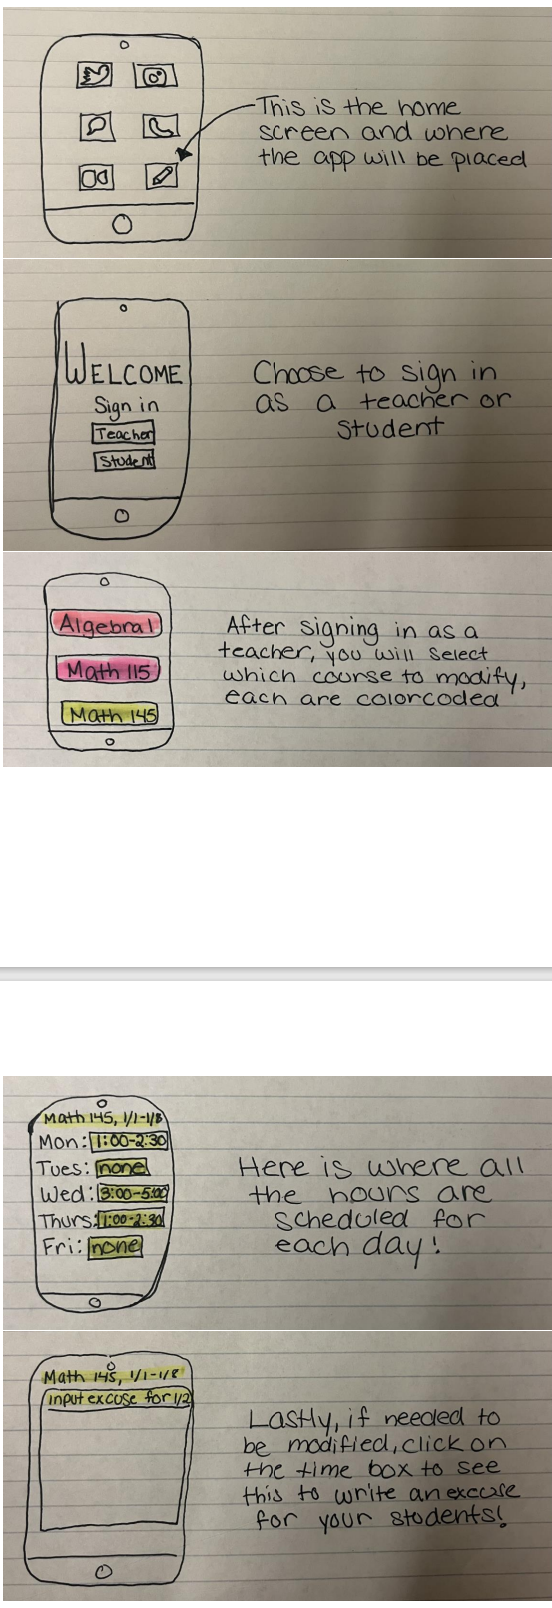 This is the home
screen and where
the app will be placed
WELCOME
Sign in
Teacher
Student
Choose to sign in
as a teacher or
student
Algebra 1
Math 115
Math 145
After signing in as a
teacher, you will select
which course to modify,
each are colorcoded
Math 145, 1/1-1/8
Mon: 1:00-2:30
Tues: none
Wed: 3:00-5:00
Thurs: 1:00-2:30
Fri: none
Here is where all
the hours are
scheduled for
each day!
Math 145, 1/1-1/8
input excuse for 1/2
Lastly, if needed to
be modified, click on
the time box to see
this to write an excuse
for your students!